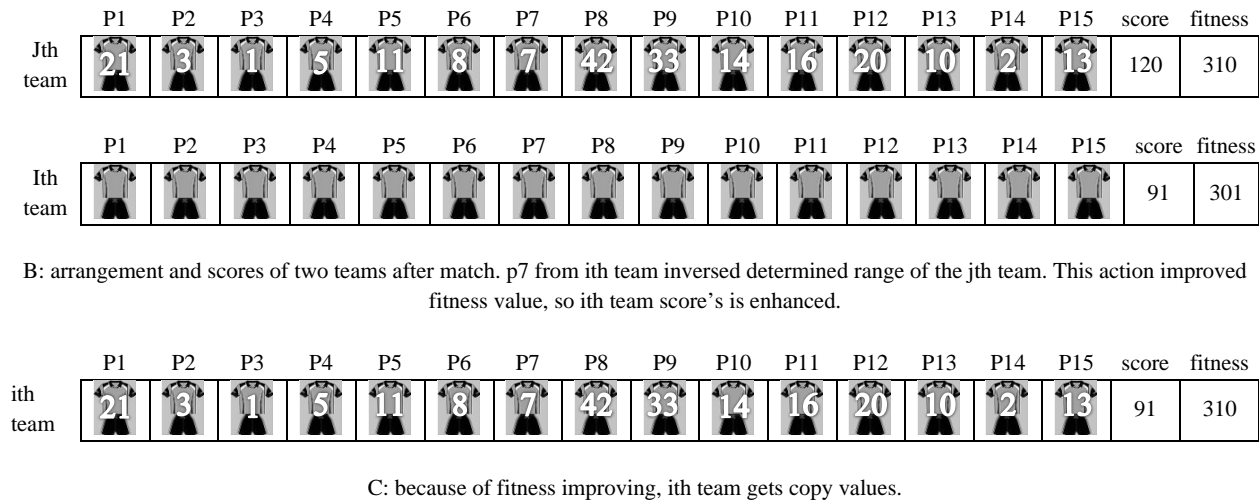 P1 P2 P3 P4 P5 P6 P7 P8 P9 P10 P11 P12 P13 P14 P15 score fitness
Jth team 21 3 1 5 11 8 7 42 33 14 16 20 10 2 13 120 310
P1 P2 P3 P4 P5 P6 P7 P8 P9 P10 P11 P12 P13 P14 P15 score fitness
Ith team 91 301
B: arrangement and scores of two teams after match. p7 from ith team inversed determined range of the jth team. This action improved
fitness value, so ith team score's is enhanced.
P1 P2 P3 P4 P5 P6 P7 P8 P9 P10 P11 P12 P13 P14 P15 score fitness
ith team 21 3 1 5 11 8 7 42 33 14 16 20 10 2 13 91 310
C: because of fitness improving, ith team gets copy values.